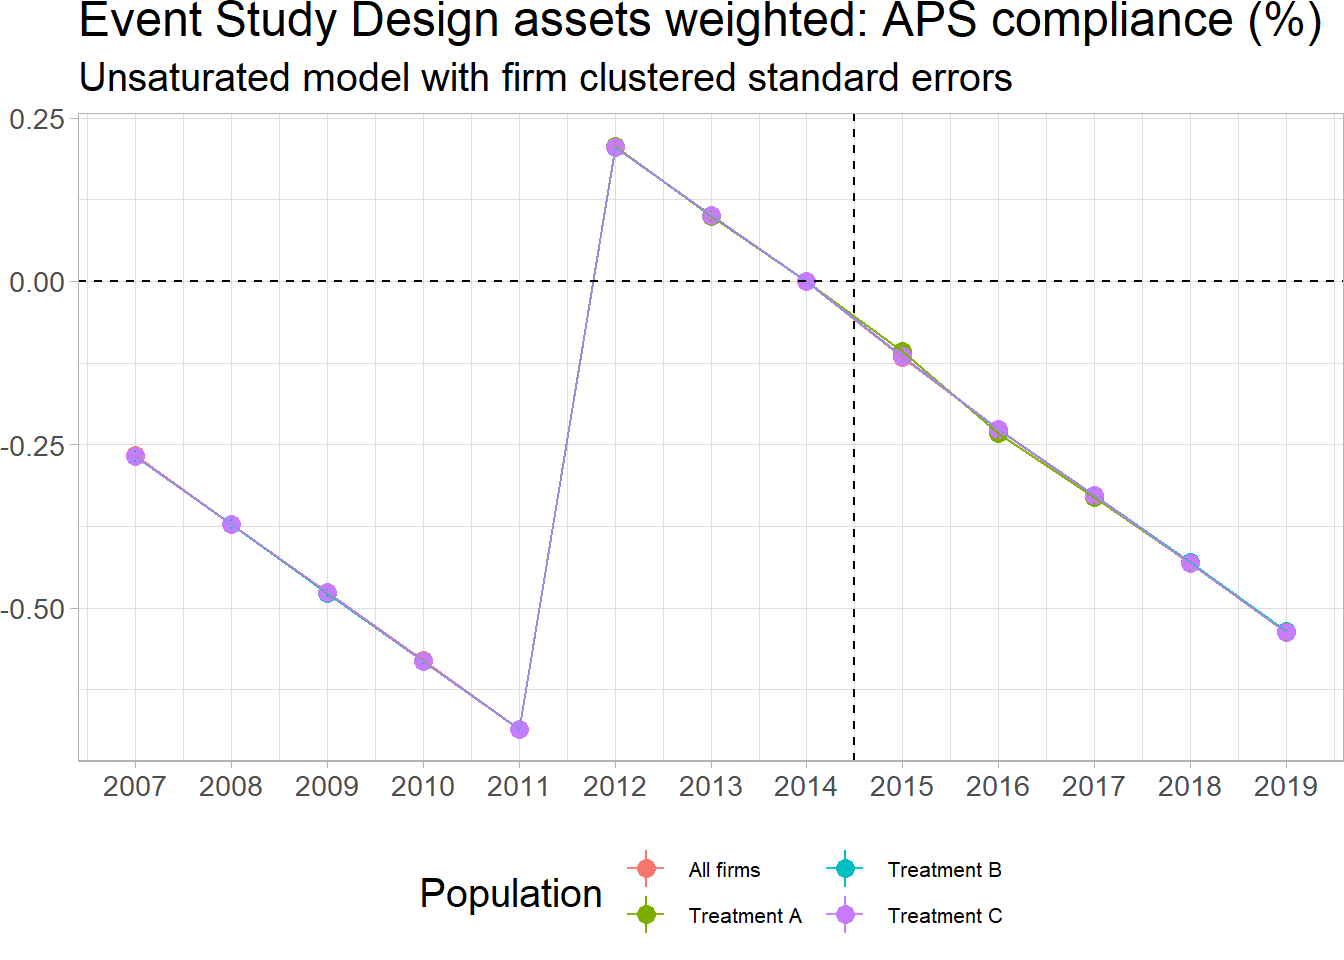 Event Study Design assets weighted: APS compliance (%)
Unsaturated model with firm clustered standard errors
0.25
0.00
-0.25
-0.50
2007 2008 2009 2010 2011 2012 2013 2014 2015 2016 2017 2018 2019
Population
All firms
Treatment A
Treatment B
Treatment C